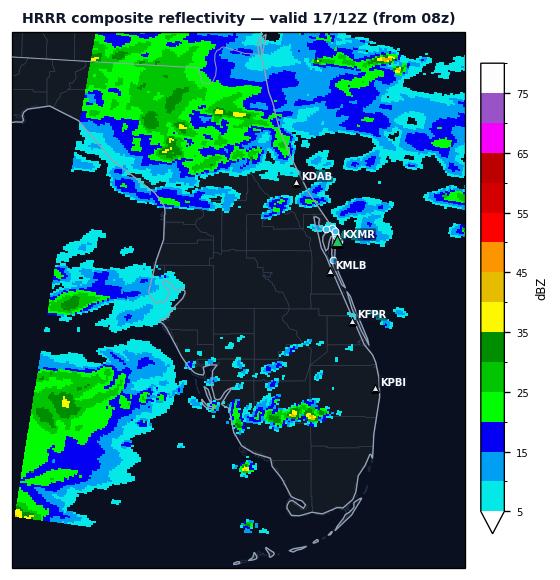 HRRR composite reflectivity — valid 17/12Z (from 08z)
75
65
55
45
35
25
15
5
dBZ
KDAB
KXMR
KMLB
KFPR
KPBI